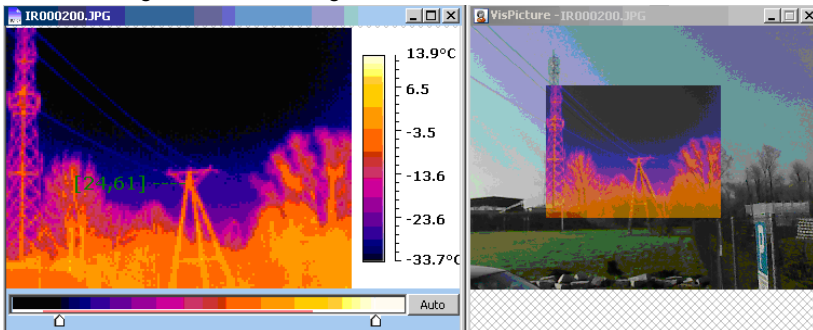 IR000200.JPG
13.9°C
6.5
-3.5
-13.6
-23.6
-33.7°C
[24,61] ---
Auto
VisPicture - IR000200.JPG